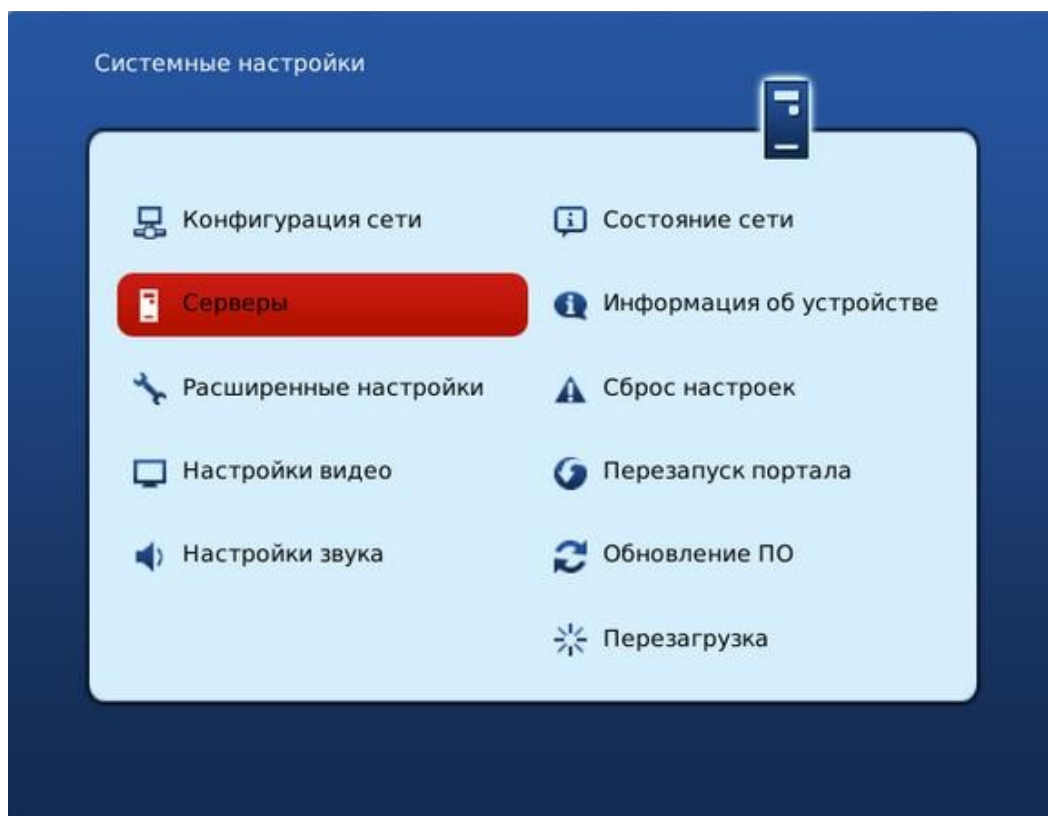 Системные настройки
Конфигурация сети
Серверы
Расширенные настройки
Настройки видео
Настройки звука
Состояние сети
Информация об устройстве
Сброс настроек
Перезапуск портала
Обновление ПО
Перезагрузка